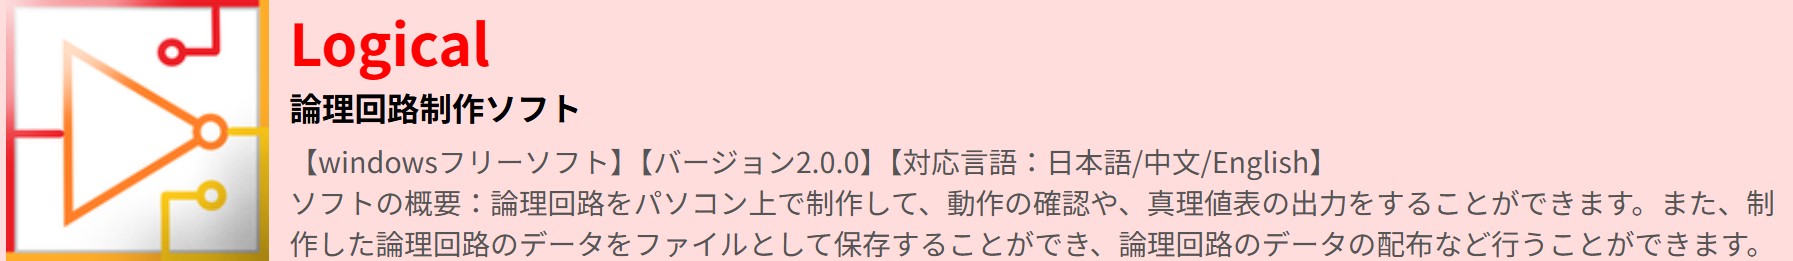 Logical
論理回路制作ソフト
【windowsフリーソフト】【バージョン2.0.0】【対応言語：日本語/中文/English】
ソフトの概要：論理回路をパソコン上で制作して、動作の確認や、真理値表の出力をすることができます。また、制
作した論理回路のデータをファイルとして保存することができ、論理回路のデータの配布など行うことができます。